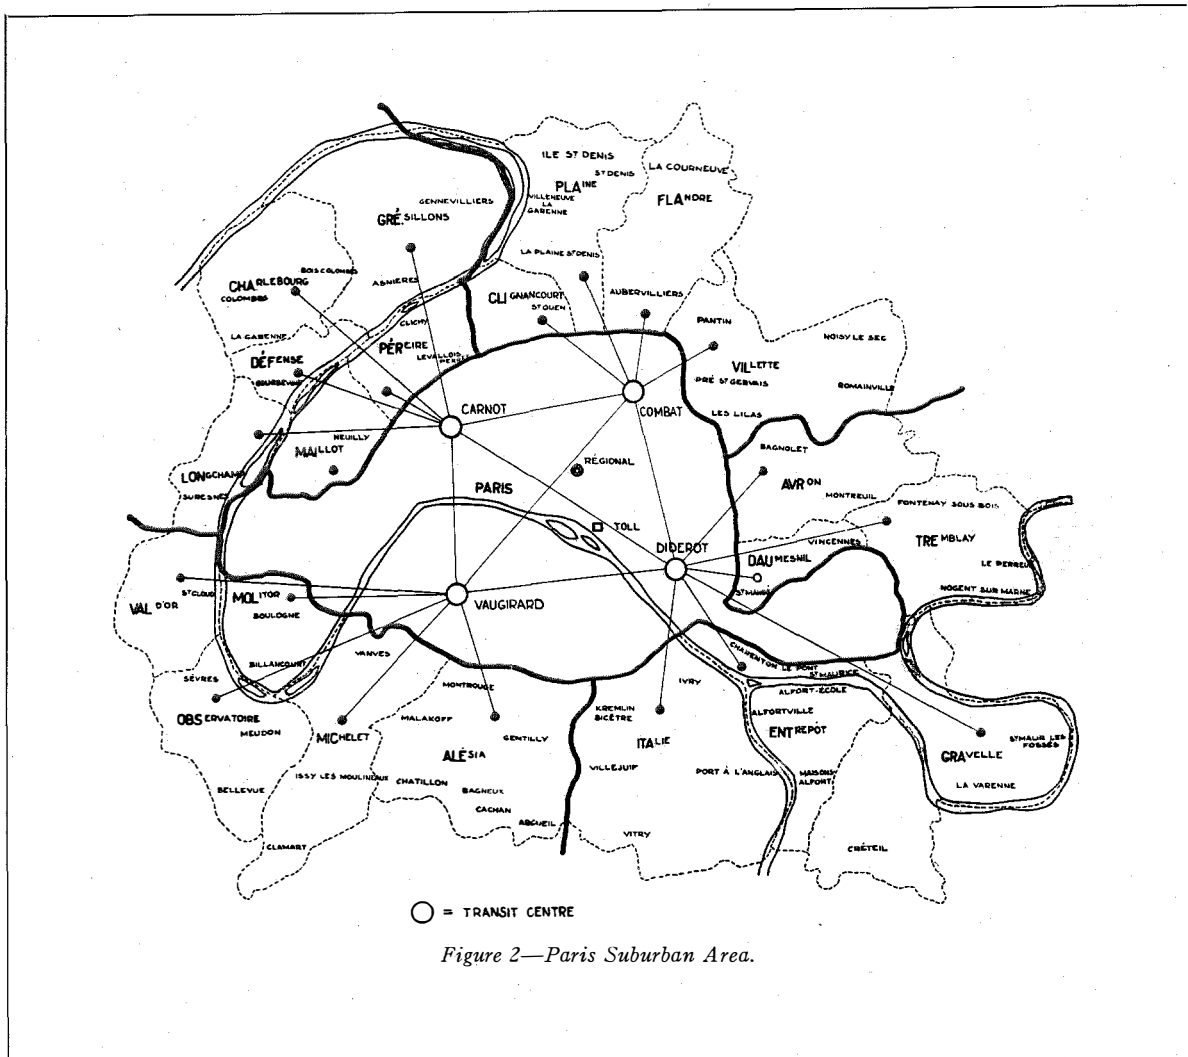 ILE ST DENIS
ST DENIS
LA COURNEUVE
PLAINE
VILLENEUVE
LA
GARENNE
FLANDRE
GENNEVILLIERS
GRÉSILLONS
LA PLAINE ST DENIS
BOIS COLOMBES
CHARLEBOURG
COLOMBES
ASNIERES
CLIGNANCOURT
ST OUEN
AUBERVILLIERS
PANTIN
NOISY LE SEC
LA GARENNE
CLICHY
PÉREIRE
LEVALLOIS
PERRET
DÉFENSE
COURBEVOIE
VILLETTE
PRÉ ST GERVAIS
ROMAINVILLE
CARNOT
COMBAT
LES LILAS
NEUILLY
MAILLOT
BAGNOLET
RÉGIONAL
LONGCHAMP
SURESNES
PARIS
AVRON
MONTREUIL
FONTENAY SOUS BOIS
TOLL
TREMBLAY
VINCENNES
DIDEROT
DAUMESNIL
ST MANDÉ
LE PERREUX
NOGENT SUR MARNE
ST CLOUD
VAL D'OR
MOLITOR
BOULOGNE
VAUGIRARD
VANVES
BILLANCOURT
SÈVRES
CHARENTON LE PONT
ST MAURICE
ALFORT-ÉCOLE
IVRY
MONTROUGE
OBSERVATOIRE
MEUDON
MICHELET
MALAKOFF
KREMLIN
BICÊTRE
ALFORTVILLE
ENTREPÔT
GENTILLY
ITALIE
ST MAUR LES
FOSSÉS
GRAVELLE
ALÉSIA
VILLEJUIF
PORT À L'ANGLAIS
MAISONS
ALFORT
LA VARENNE
ISSY LES MOULINEAUX
CHATILLON
BELLEVUE
BAGNEUX
CACHAN
ARCUEIL
VITRY
CLAMART
CRÉTEIL
= TRANSIT CENTRE
Figure 2—Paris Suburban Area.